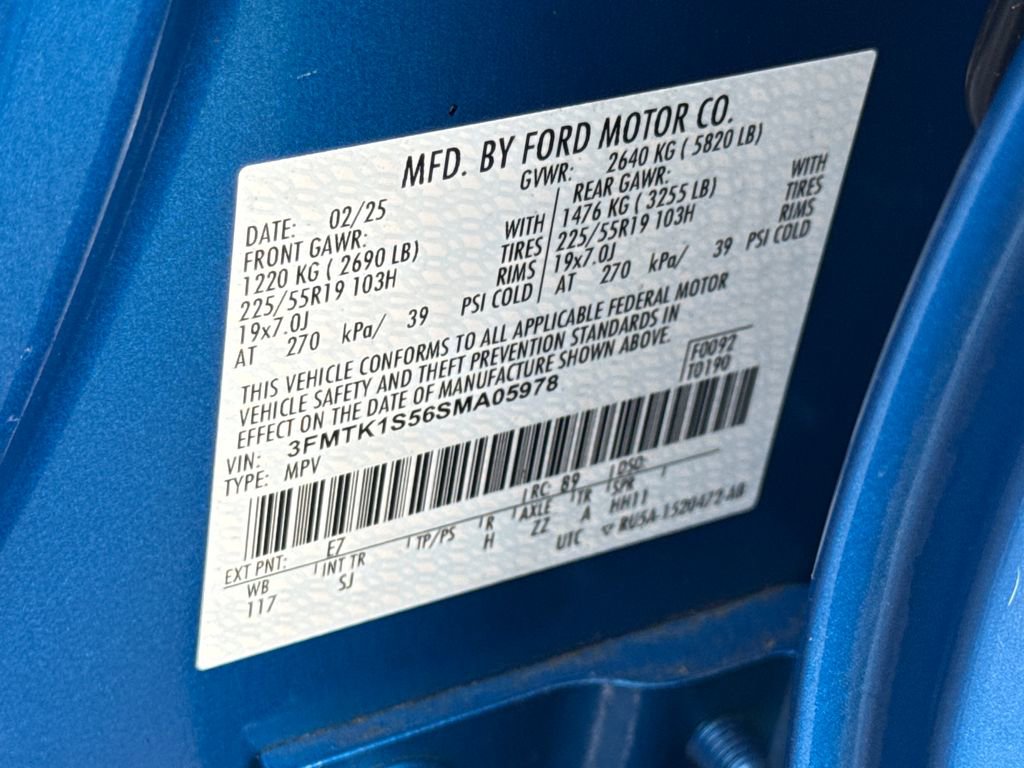 MFD. BY FORD MOTOR CO.
DATE: 02/25 GVWR: 2640 KG ( 5820 LB)
FRONT GAWR: REAR GAWR:
1220 KG ( 2690 LB) WITH 1476 KG ( 3255 LB) WITH
225/55R19 103H TIRES 225/55R19 103H TIRES
19x7.0J RIMS 19x7.0J RIMS
AT 270 kPa/ 39 PSI COLD AT 270 kPa/ 39 PSI COLD
THIS VEHICLE CONFORMS TO ALL APPLICABLE FEDERAL MOTOR
VEHICLE SAFETY AND THEFT PREVENTION STANDARDS IN
EFFECT ON THE DATE OF MANUFACTURE SHOWN ABOVE.
VIN: 3FMTK1S56SMA05978 F0092
TYPE: MPV T0190
EXT PNT: E7 RC: 89 DSO:
WB INT TR TP/PS R AXLE TR SPR
117 SJ H ZZ A HH11
UTC ▽ RU5A-1520472-AB